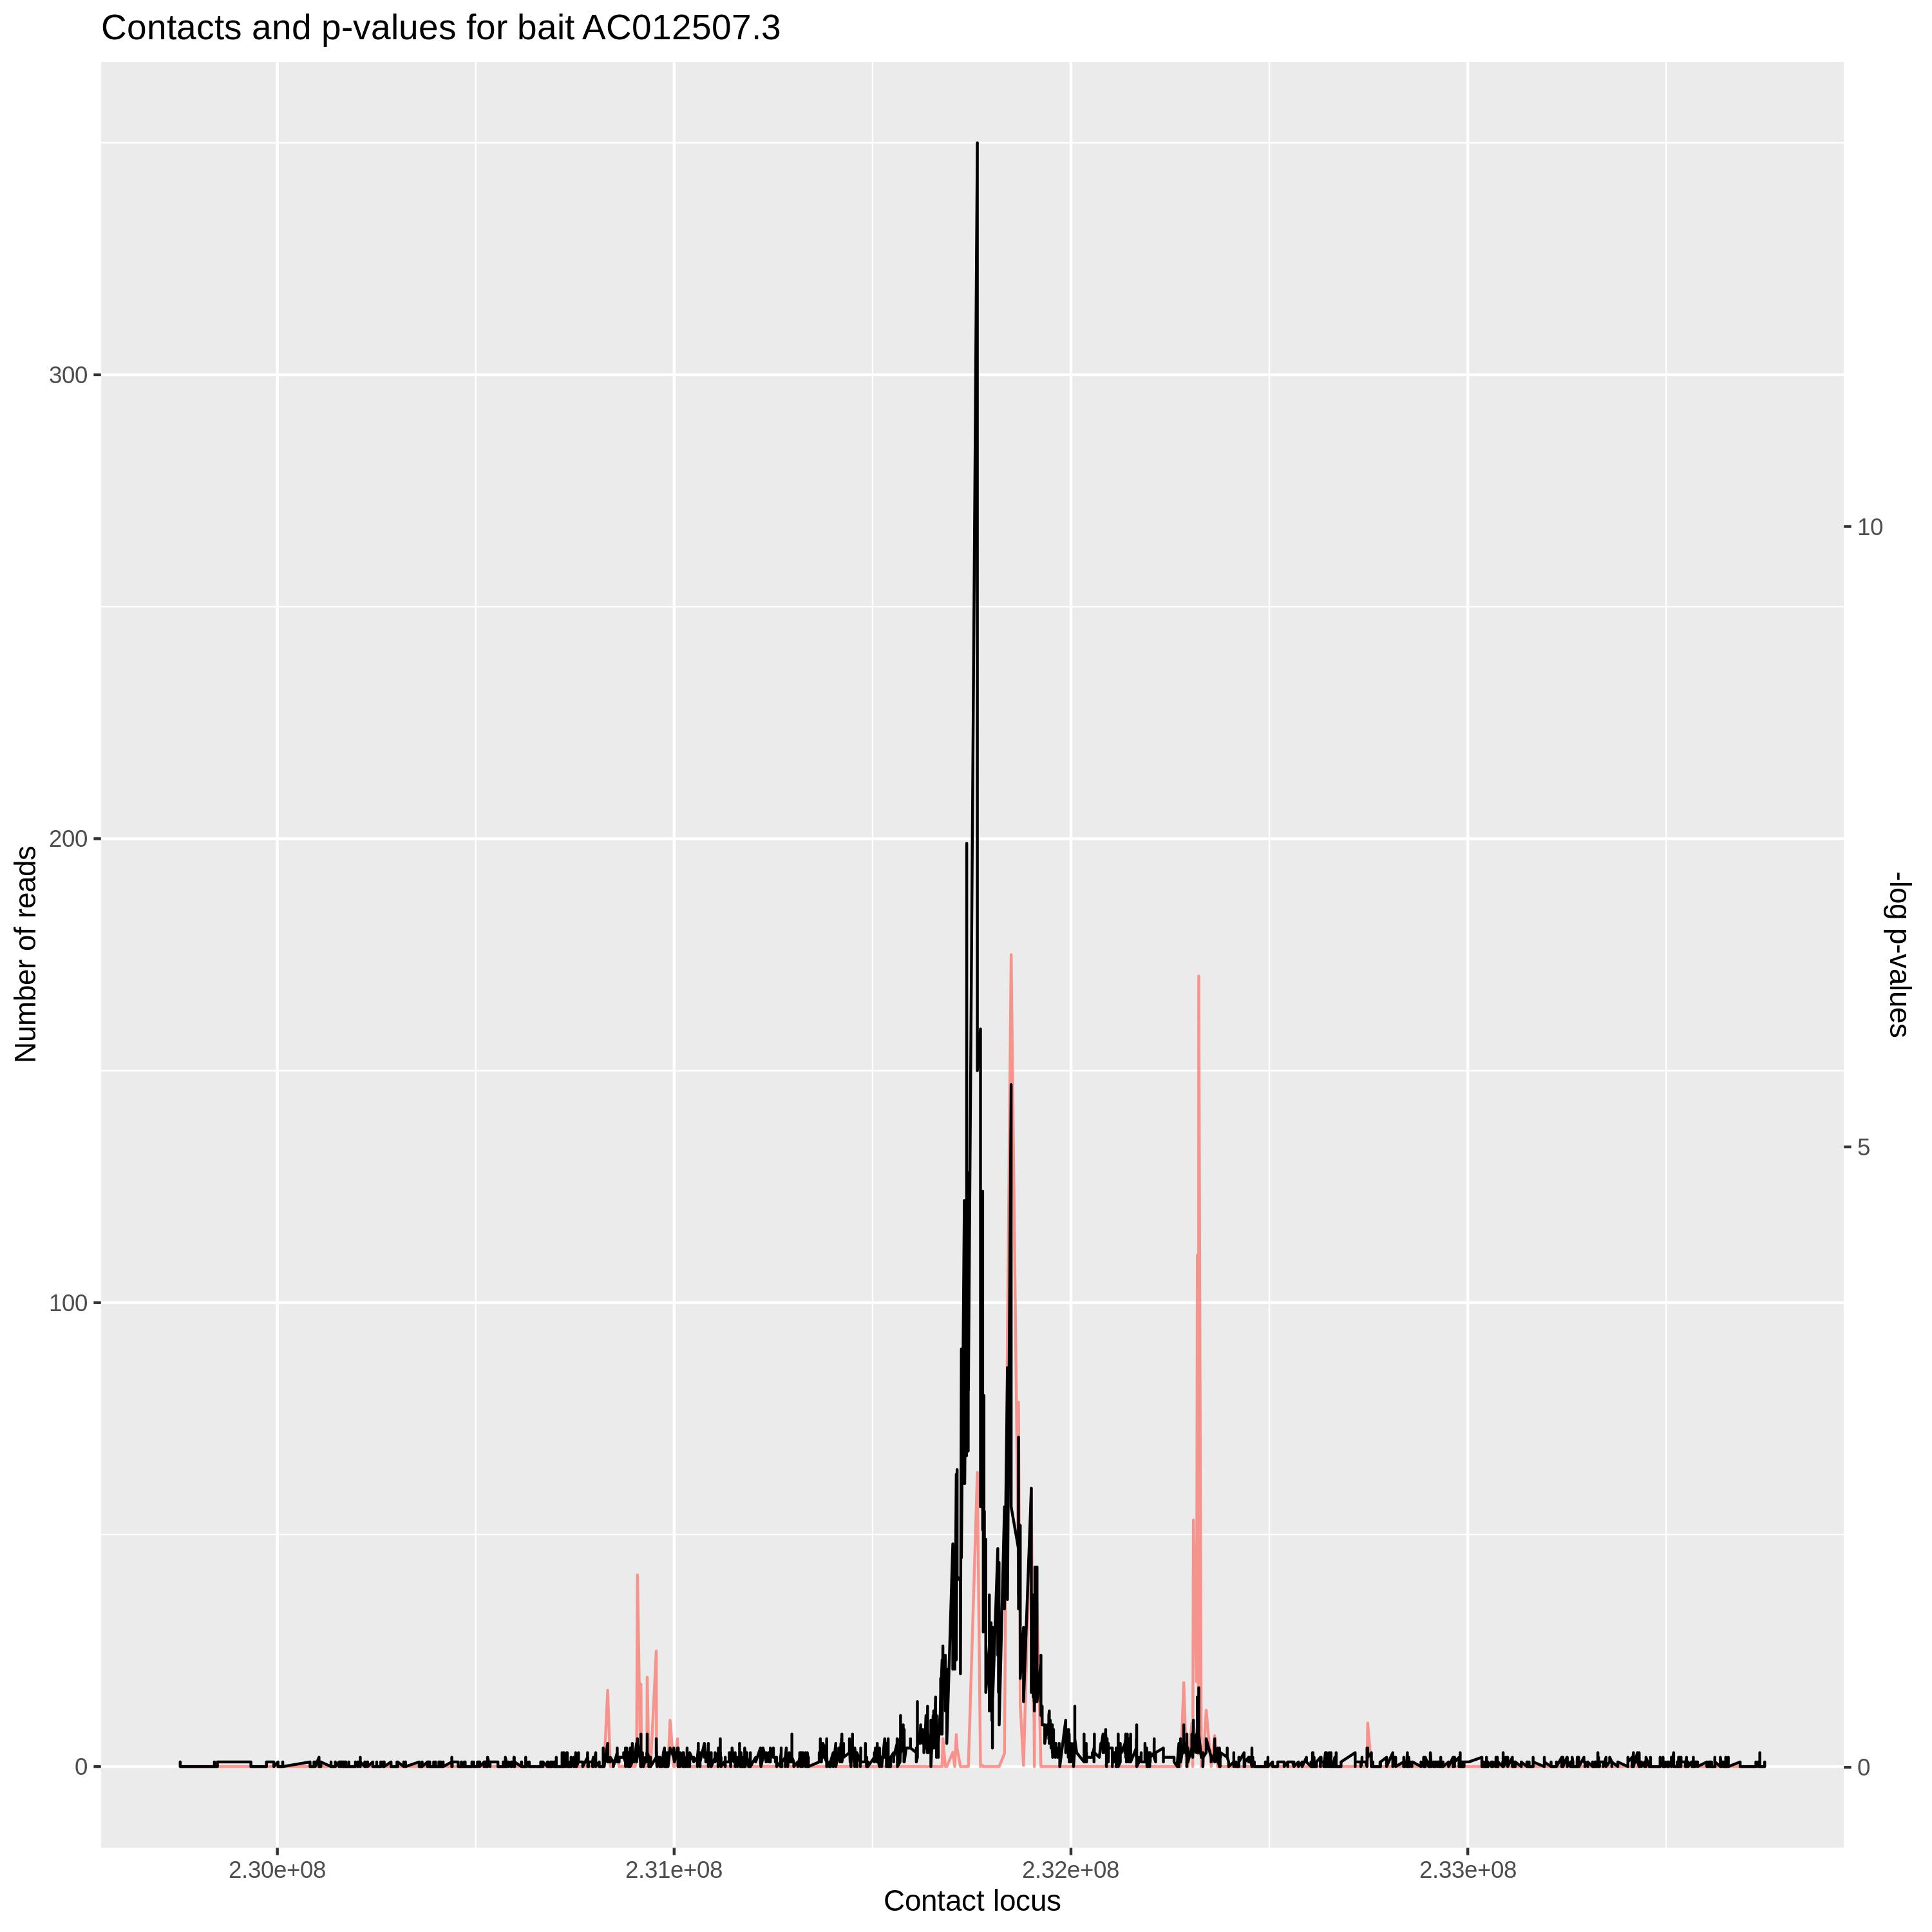 Contacts and p-values for bait AC012507.3
Number of reads
300
200
100
0
10
5
0
-log p-values
2.30e+08
2.31e+08
2.32e+08
2.33e+08
Contact locus